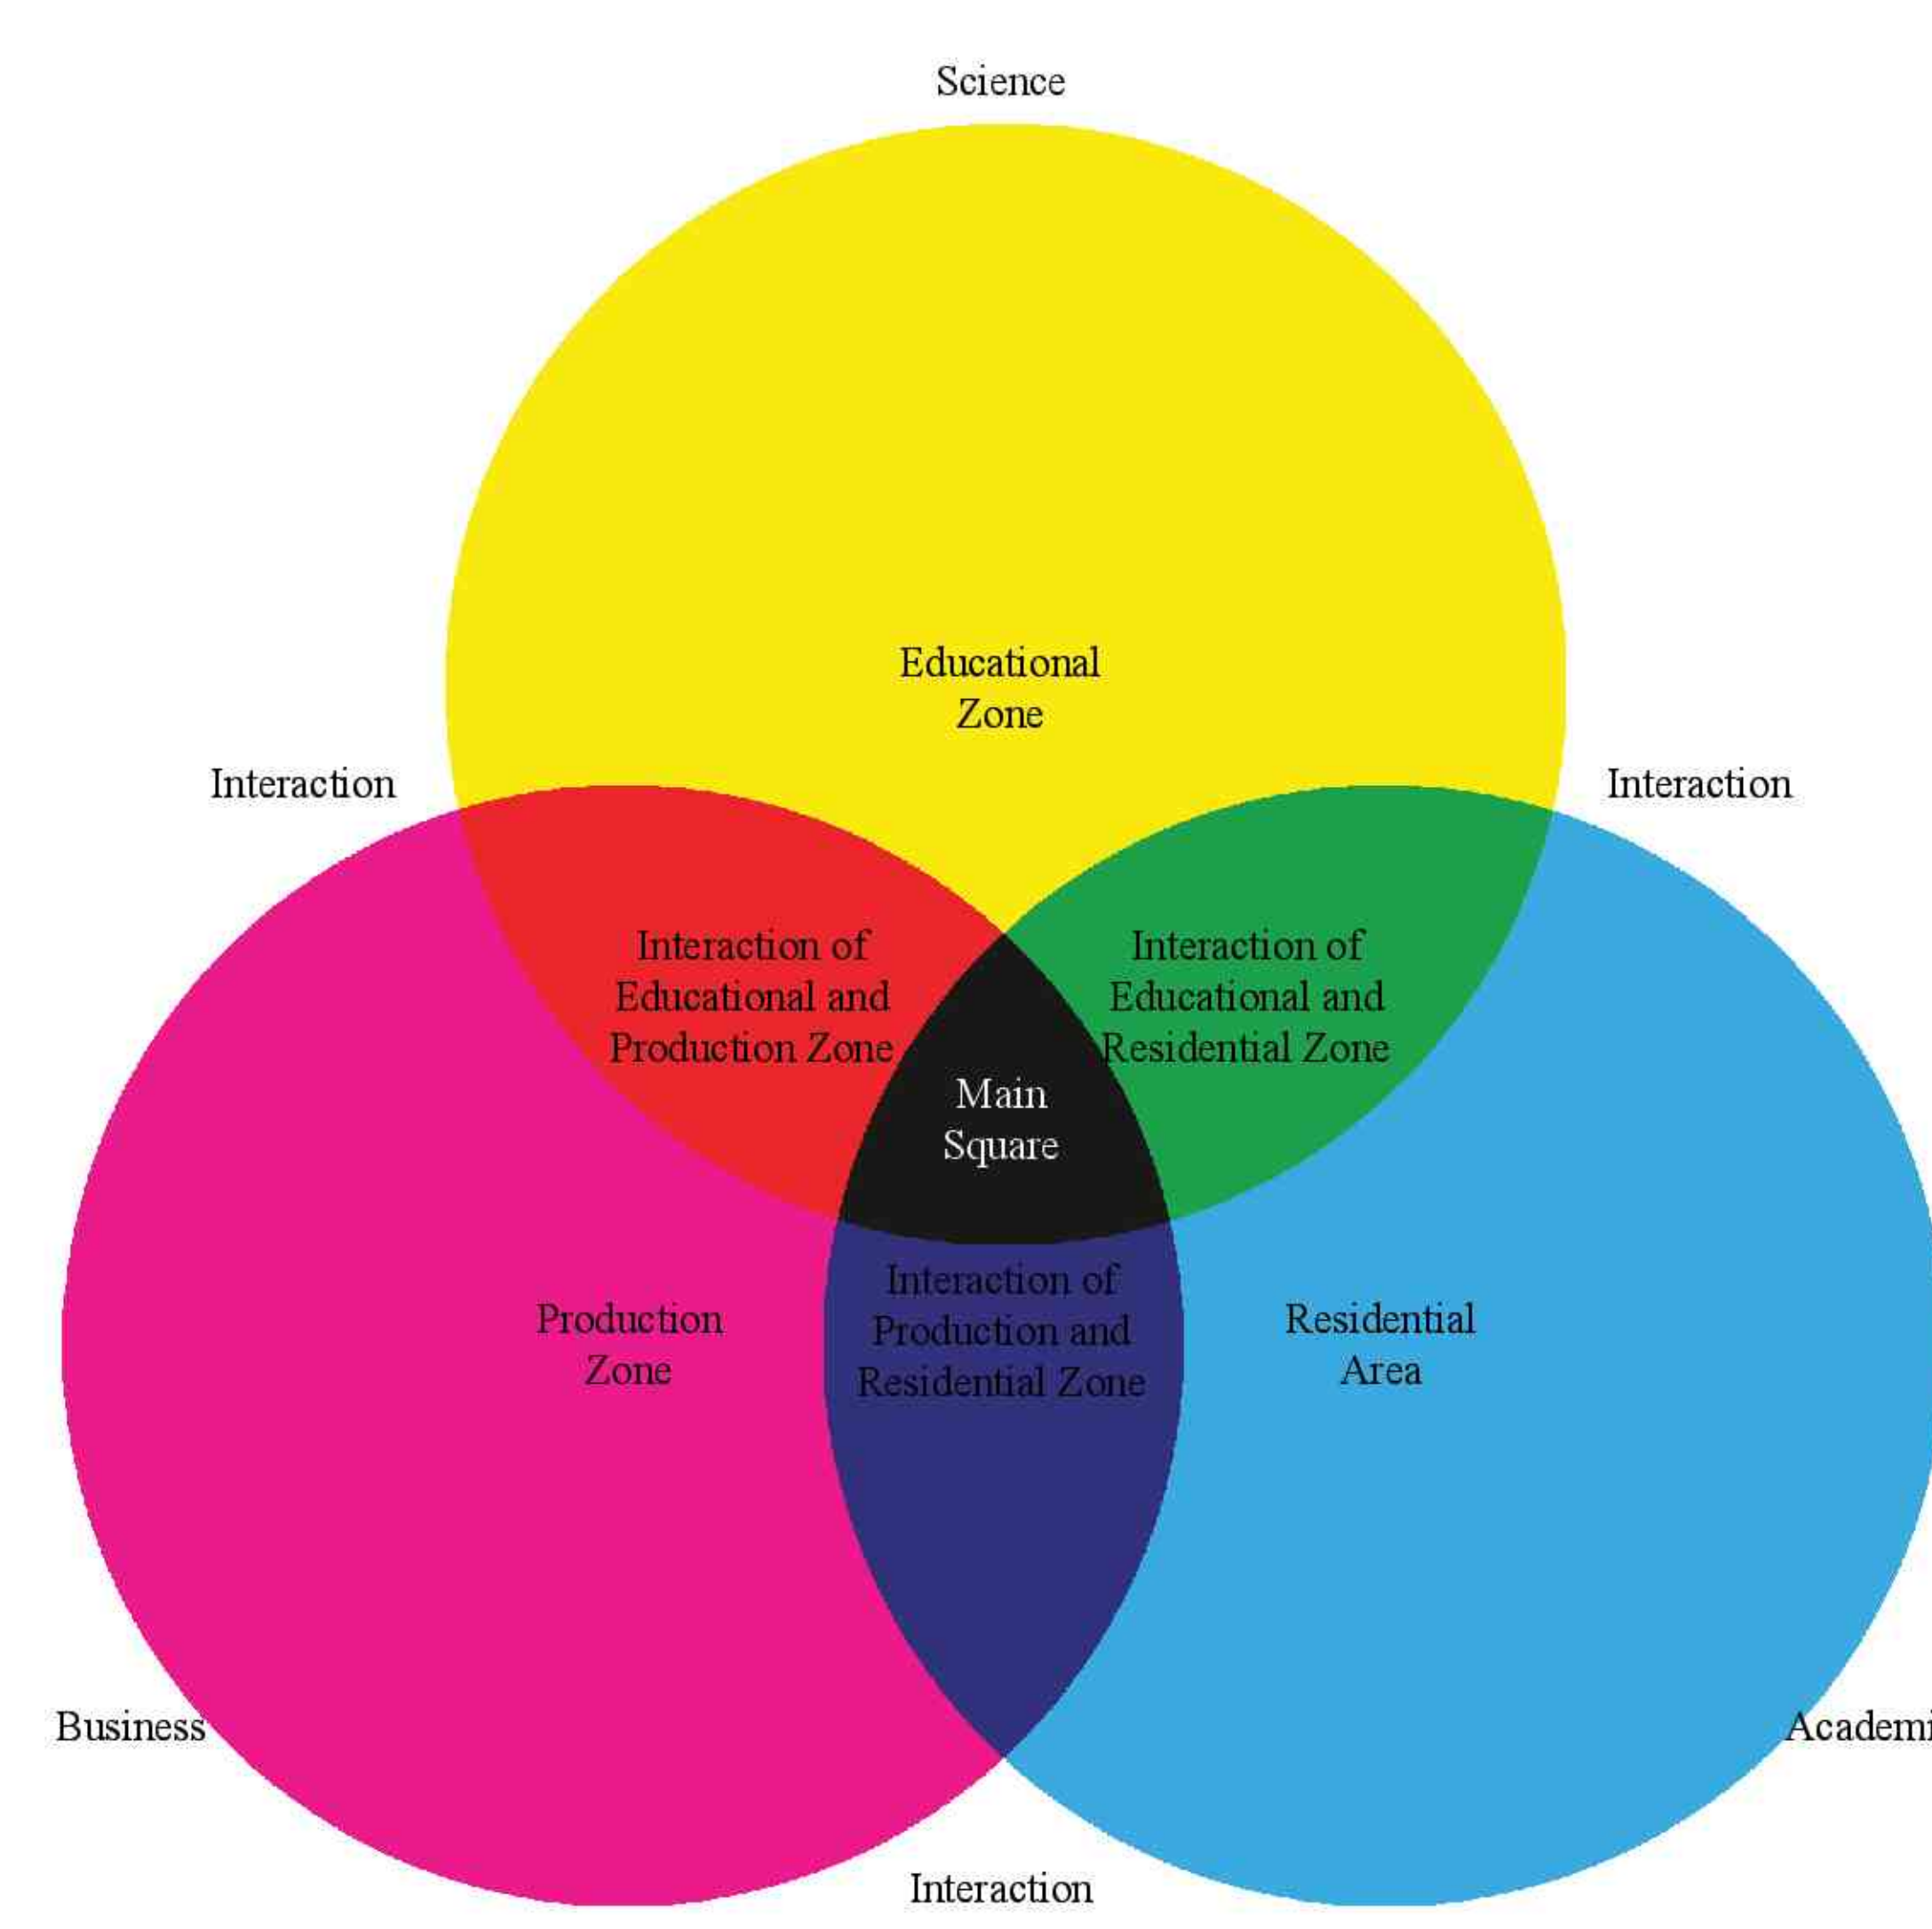 Science
Educational
Zone
Interaction
Interaction
Interaction of
Educational and
Production Zone
Interaction of
Educational and
Residential Zone
Main
Square
Interaction of
Production and
Residential Zone
Production
Zone
Residential
Area
Business
Academi
Interaction